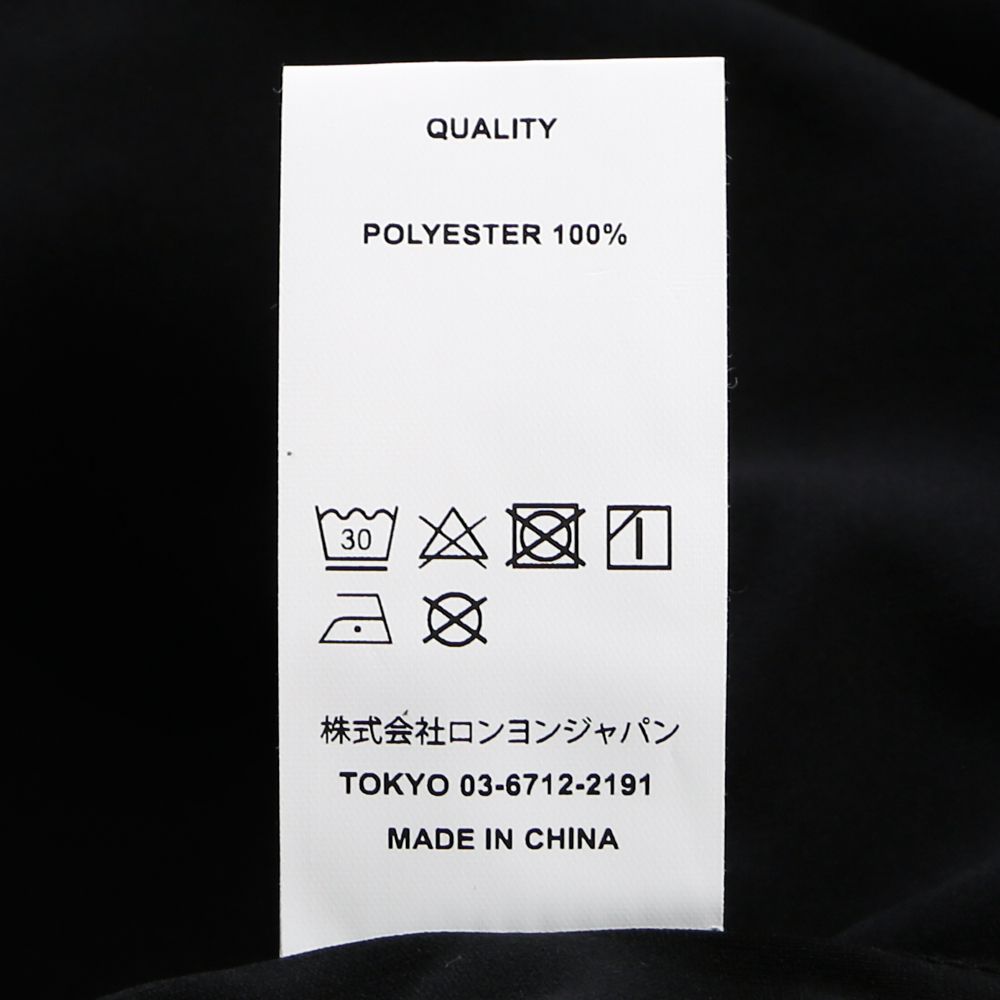 QUALITY
POLYESTER 100%
30
株式会社ロンヨンジャパン
TOKYO 03-6712-2191
MADE IN CHINA